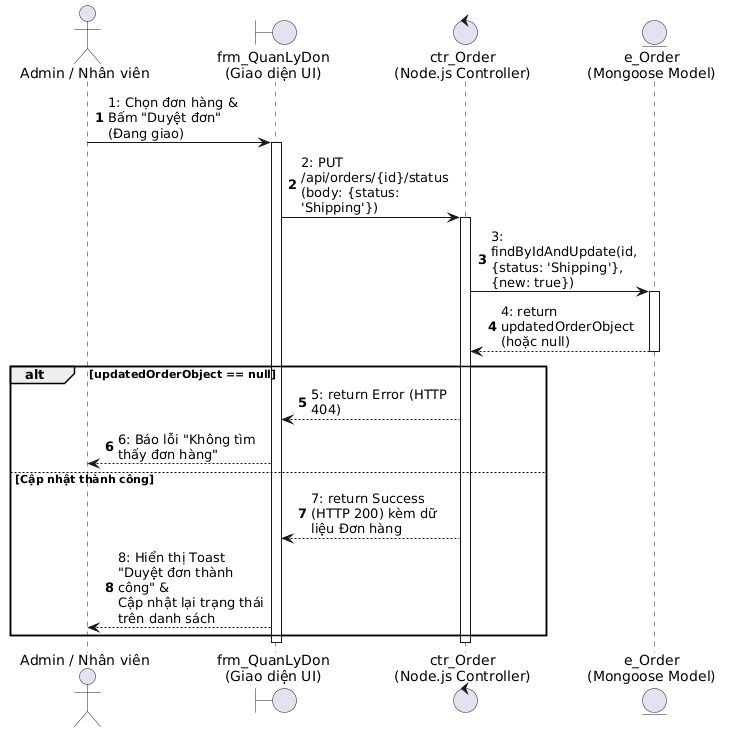 Admin / Nhân viên
frm_QuanLyDon
(Giao diện UI)
ctr_Order
(Node.js Controller)
e_Order
(Mongoose Model)
1 1: Chọn đơn hàng &
Bấm "Duyệt đơn"
(Đang giao)
2 2: PUT
/api/orders/{id}/status
(body: {status:
'Shipping'})
3 3:
findByIdAndUpdate(id,
{status: 'Shipping'},
{new: true})
4 4: return
updatedOrderObject
(hoặc null)
alt [updatedOrderObject == null]
5 5: return Error (HTTP
404)
6 6: Báo lỗi "Không tìm
thấy đơn hàng"
[Cập nhật thành công]
7 7: return Success
(HTTP 200) kèm dữ
liệu Đơn hàng
8 8: Hiển thị Toast
"Duyệt đơn thành
công" &
Cập nhật lại trạng thái
trên danh sách
Admin / Nhân viên
frm_QuanLyDon
(Giao diện UI)
ctr_Order
(Node.js Controller)
e_Order
(Mongoose Model)